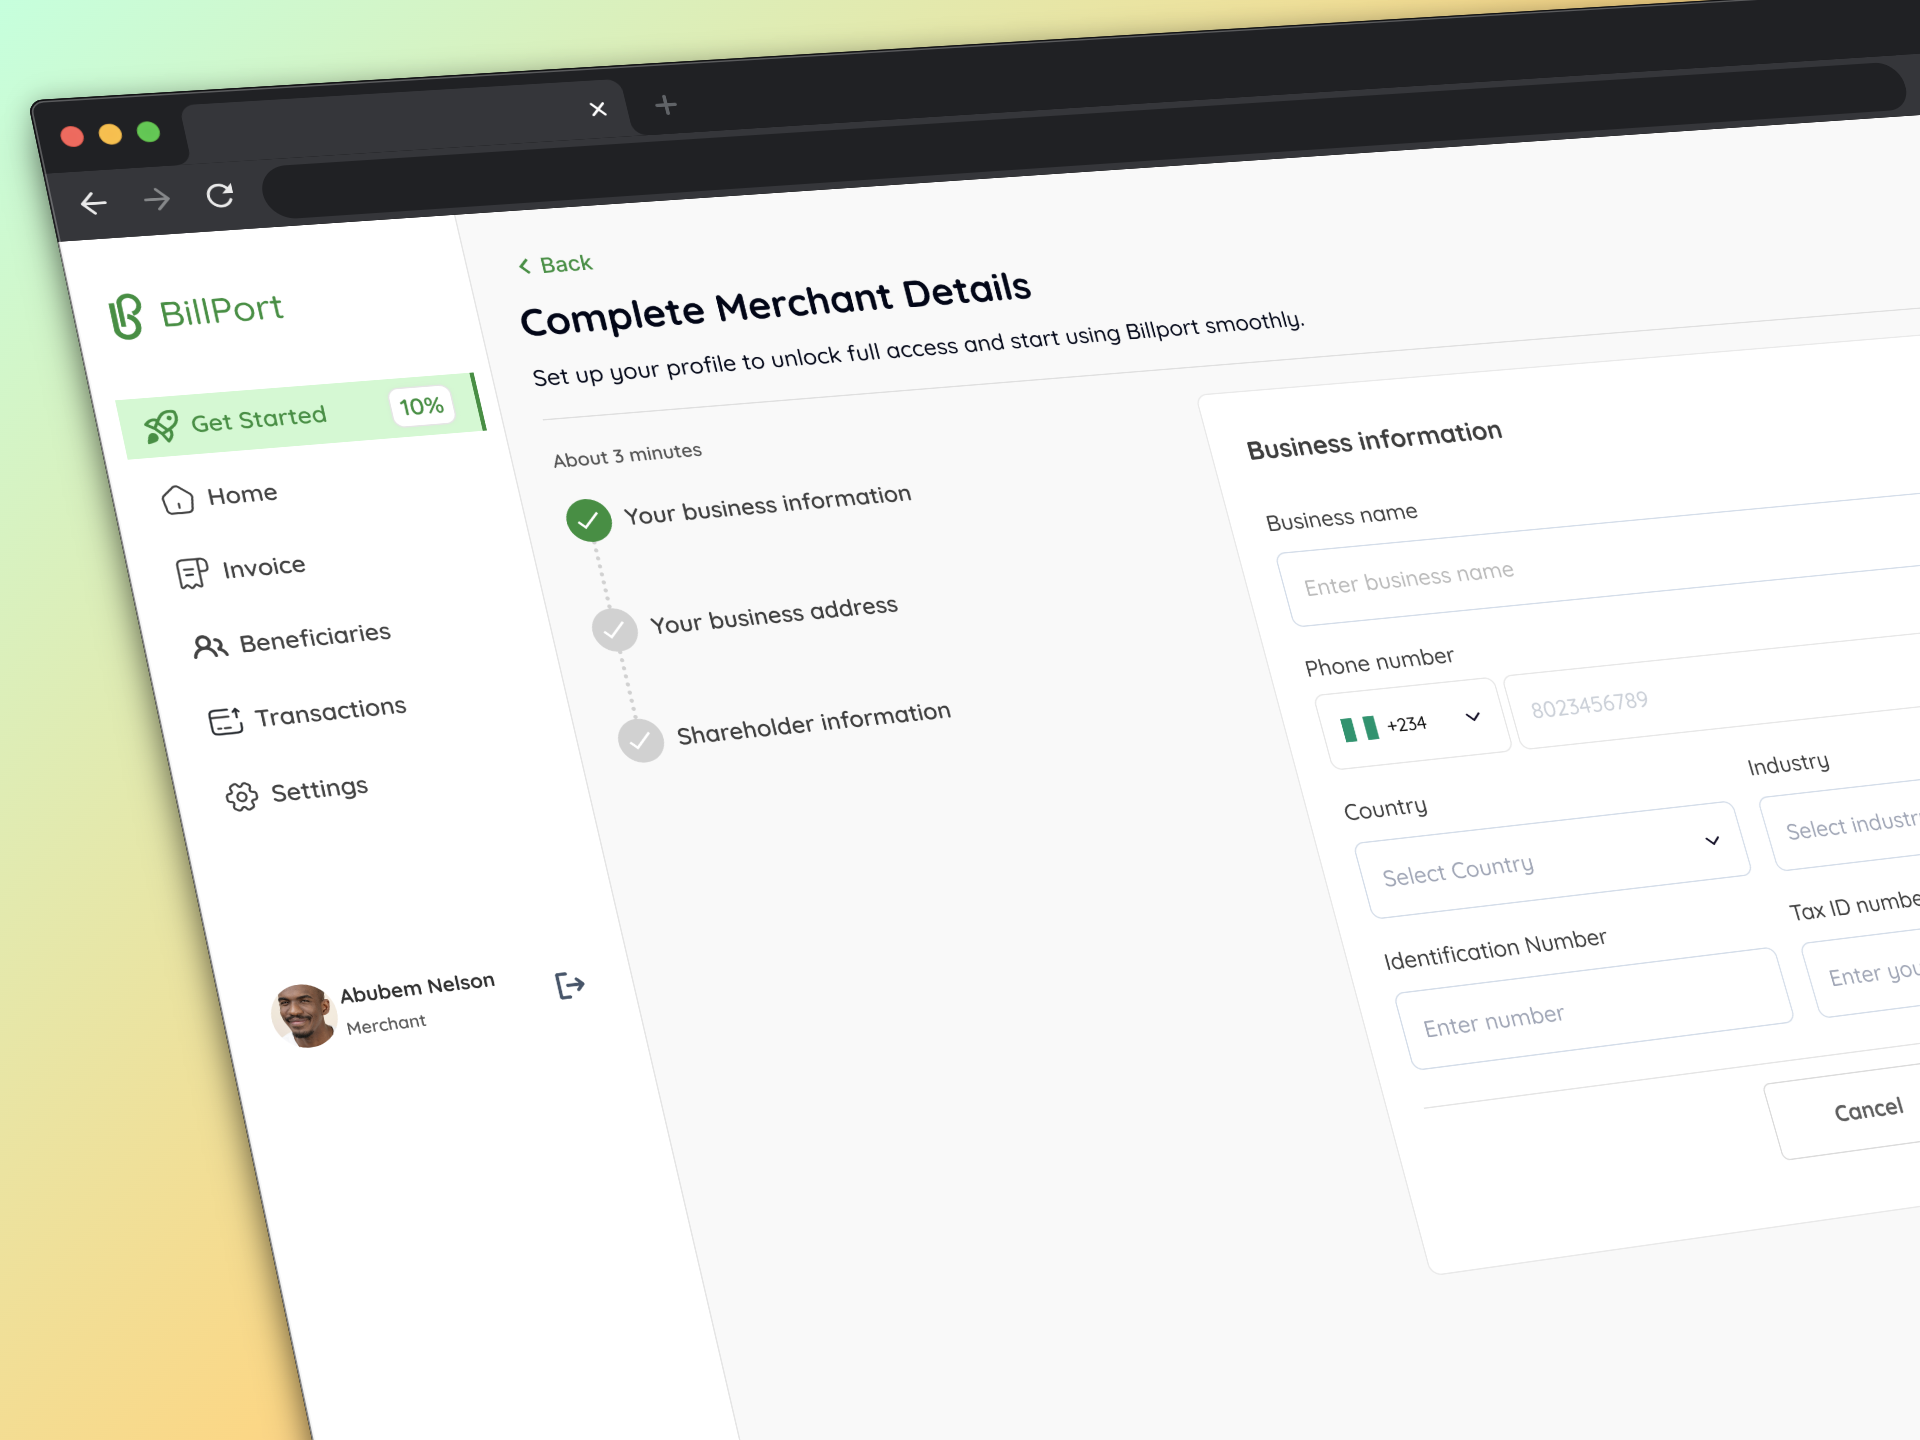 BillPort
Get Started
10%
Home
Invoice
Beneficiaries
Transactions
Settings
Abubem Nelson
Merchant
Back
Complete Merchant Details
Set up your profile to unlock full access and start using Billport smoothly.
About 3 minutes
Your business information
Your business address
Shareholder information
Business information
Business name
Enter business name
Phone number
+234
8023456789
Country
Industry
Select Country
Select industr
Identification Number
Tax ID numbe
Enter number
Enter you
Cancel